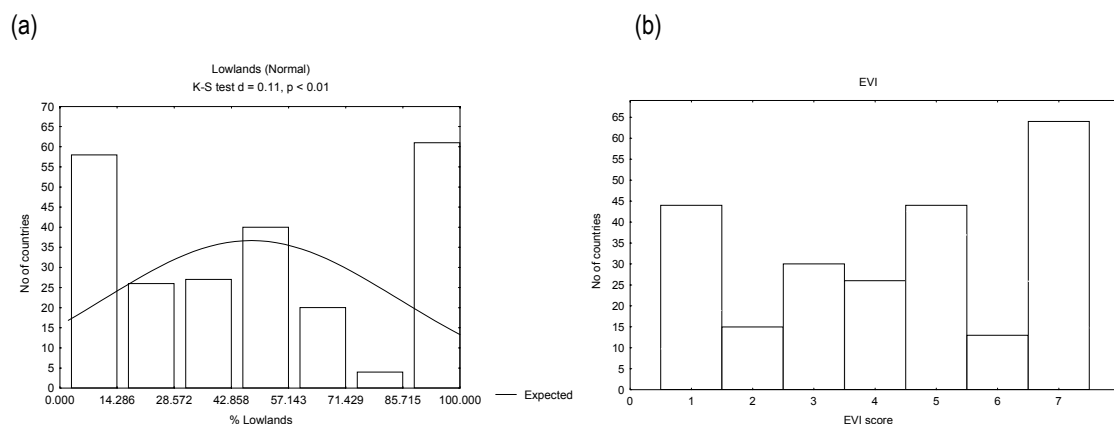 (a)
Lowlands (Normal)
K-S test d = 0.11, p < 0.01
70
65
60
55
50
45
40
35
30
25
20
15
10
5
0
No of countries
0.000 14.286 28.572 42.858 57.143 71.429 85.715 100.000
% Lowlands
Expected
(b)
EVI
65
60
55
50
45
40
35
30
25
20
15
10
5
0
No of countries
0 1 2 3 4 5 6 7
EVI score